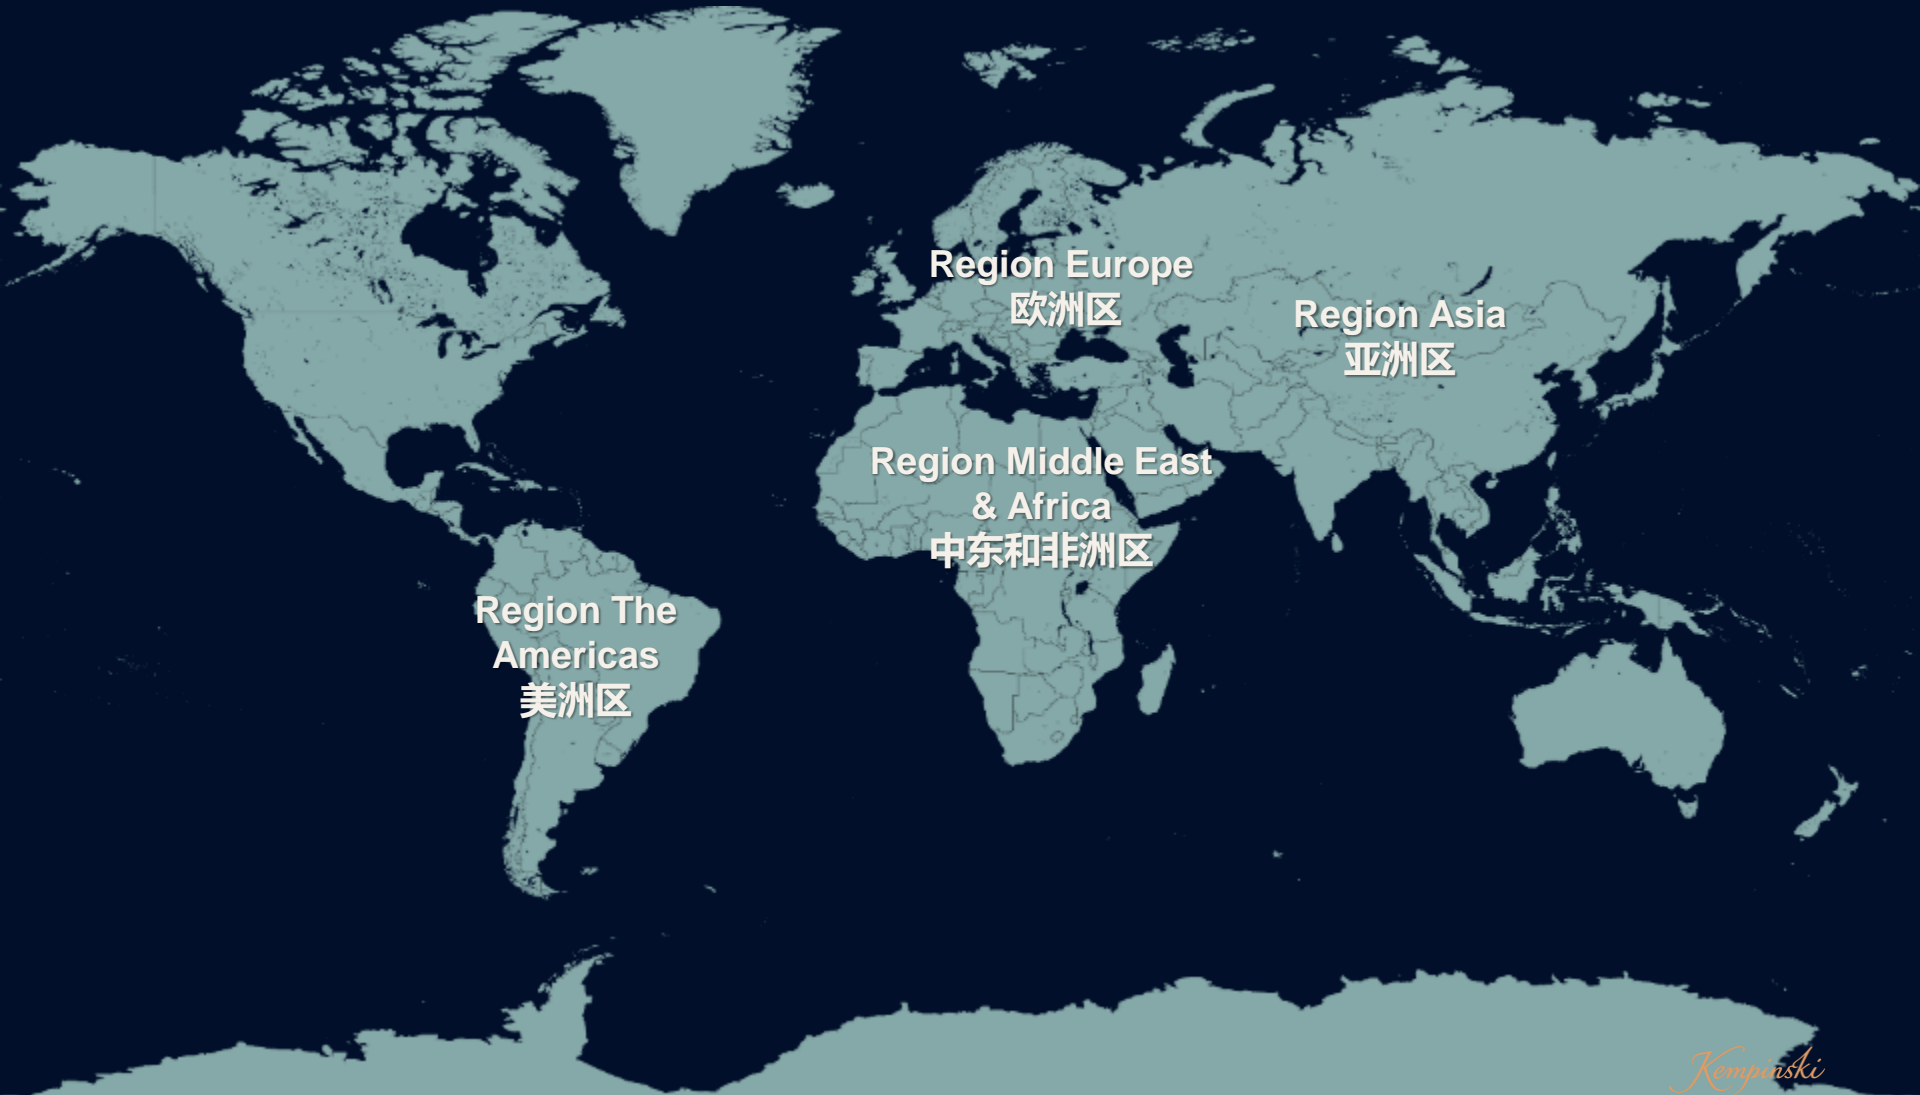 Region Europe
欧洲区
Region Asia
亚洲区
Region Middle East
& Africa
中东和非洲区
Region The
Americas
美洲区
Kempinski